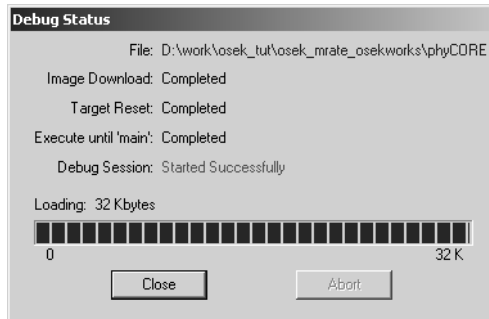 Debug Status
File: D:\work\osek_tut\osek_mrate_osekworks\phyCORE
Image Download: Completed
Target Reset: Completed
Execute until 'main': Completed
Debug Session: Started Successfully
Loading: 32 Kbytes
0 32 K
Close Abort